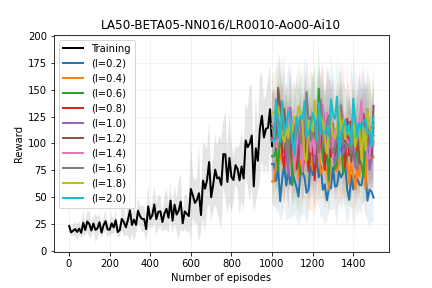 LA50-BETA05-NN016/LR0010-Ao00-Ai10
200
175
150
125
100
75
50
25
0
Reward
Training
(l=0.2)
(l=0.4)
(l=0.6)
(l=0.8)
(l=1.0)
(l=1.2)
(l=1.4)
(l=1.6)
(l=1.8)
(l=2.0)
0 200 400 600 800 1000 1200 1400
Number of episodes